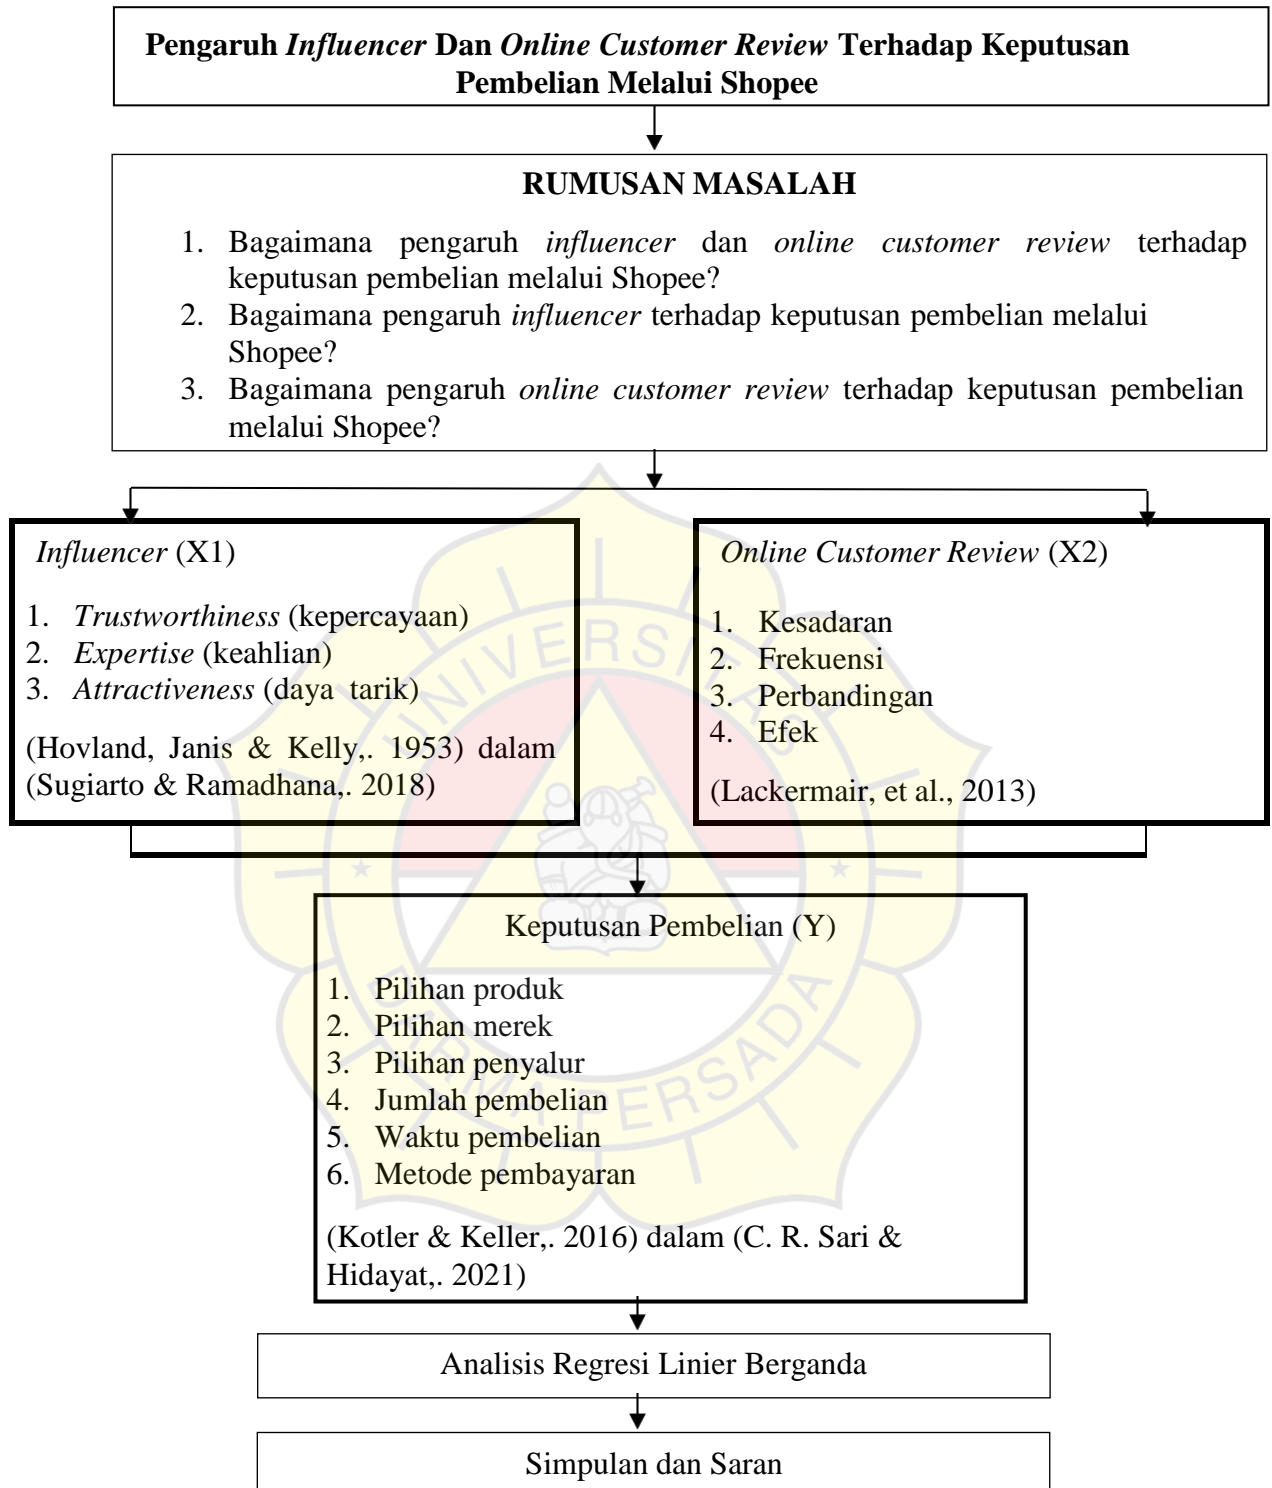 Pengaruh Influencer Dan Online Customer Review Terhadap Keputusan
Pembelian Melalui Shopee
RUMUSAN MASALAH
1. Bagaimana pengaruh influencer dan online customer review terhadap
keputusan pembelian melalui Shopee?
2. Bagaimana pengaruh influencer terhadap keputusan pembelian melalui
Shopee?
3. Bagaimana pengaruh online customer review terhadap keputusan pembelian
melalui Shopee?
Influencer (X1)
1. Trustworthiness (kepercayaan)
2. Expertise (keahlian)
3. Attractiveness (daya tarik)
(Hovland, Janis & Kelly,. 1953) dalam
(Sugiarto & Ramadhana,. 2018)
Online Customer Review (X2)
1. Kesadaran
2. Frekuensi
3. Perbandingan
4. Efek
(Lackermair, et al., 2013)
Keputusan Pembelian (Y)
1. Pilihan produk
2. Pilihan merek
3. Pilihan penyalur
4. Jumlah pembelian
5. Waktu pembelian
6. Metode pembayaran
(Kotler & Keller,. 2016) dalam (C. R. Sari &
Hidayat,. 2021)
Analisis Regresi Linier Berganda
Simpulan dan Saran
UNIVERSITAS
DARMA PERSADA